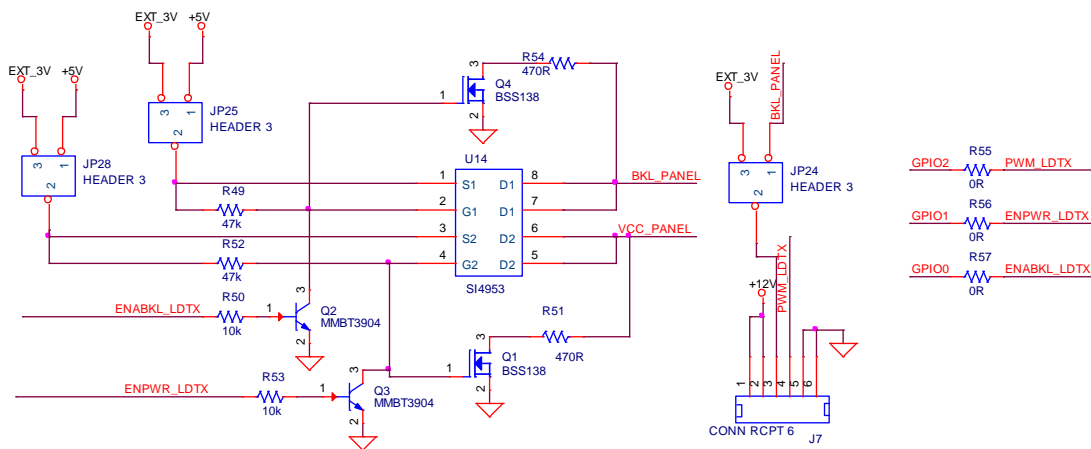 EXT_3V +5V
3 1
2
JP25
HEADER 3
EXT_3V +5V
3 1
2
JP28
HEADER 3
R49
47k
R52
47k
ENABKL_LDTX
R50
10k
1
3
2
Q2
MMBT3904
ENPWR_LDTX
R53
10k
1
3
2
Q3
MMBT3904
1
3
2
Q4
BSS138
R54
470R
U14
1 S1 D1 8
2 G1 D1 7
3 S2 D2 6
4 G2 D2 5
SI4953
BKL_PANEL
VCC_PANEL
1
3
2
Q1
BSS138
R51
470R
EXT_3V
BKL_PANEL
3 1
2
JP24
HEADER 3
+12V
PWM_LDTX
1 2 3 4 5 6
CONN RCPT 6
J7
GPIO2
R55
0R
PWM_LDTX
GPIO1
R56
0R
ENPWR_LDTX
GPIO0
R57
0R
ENABKL_LDTX